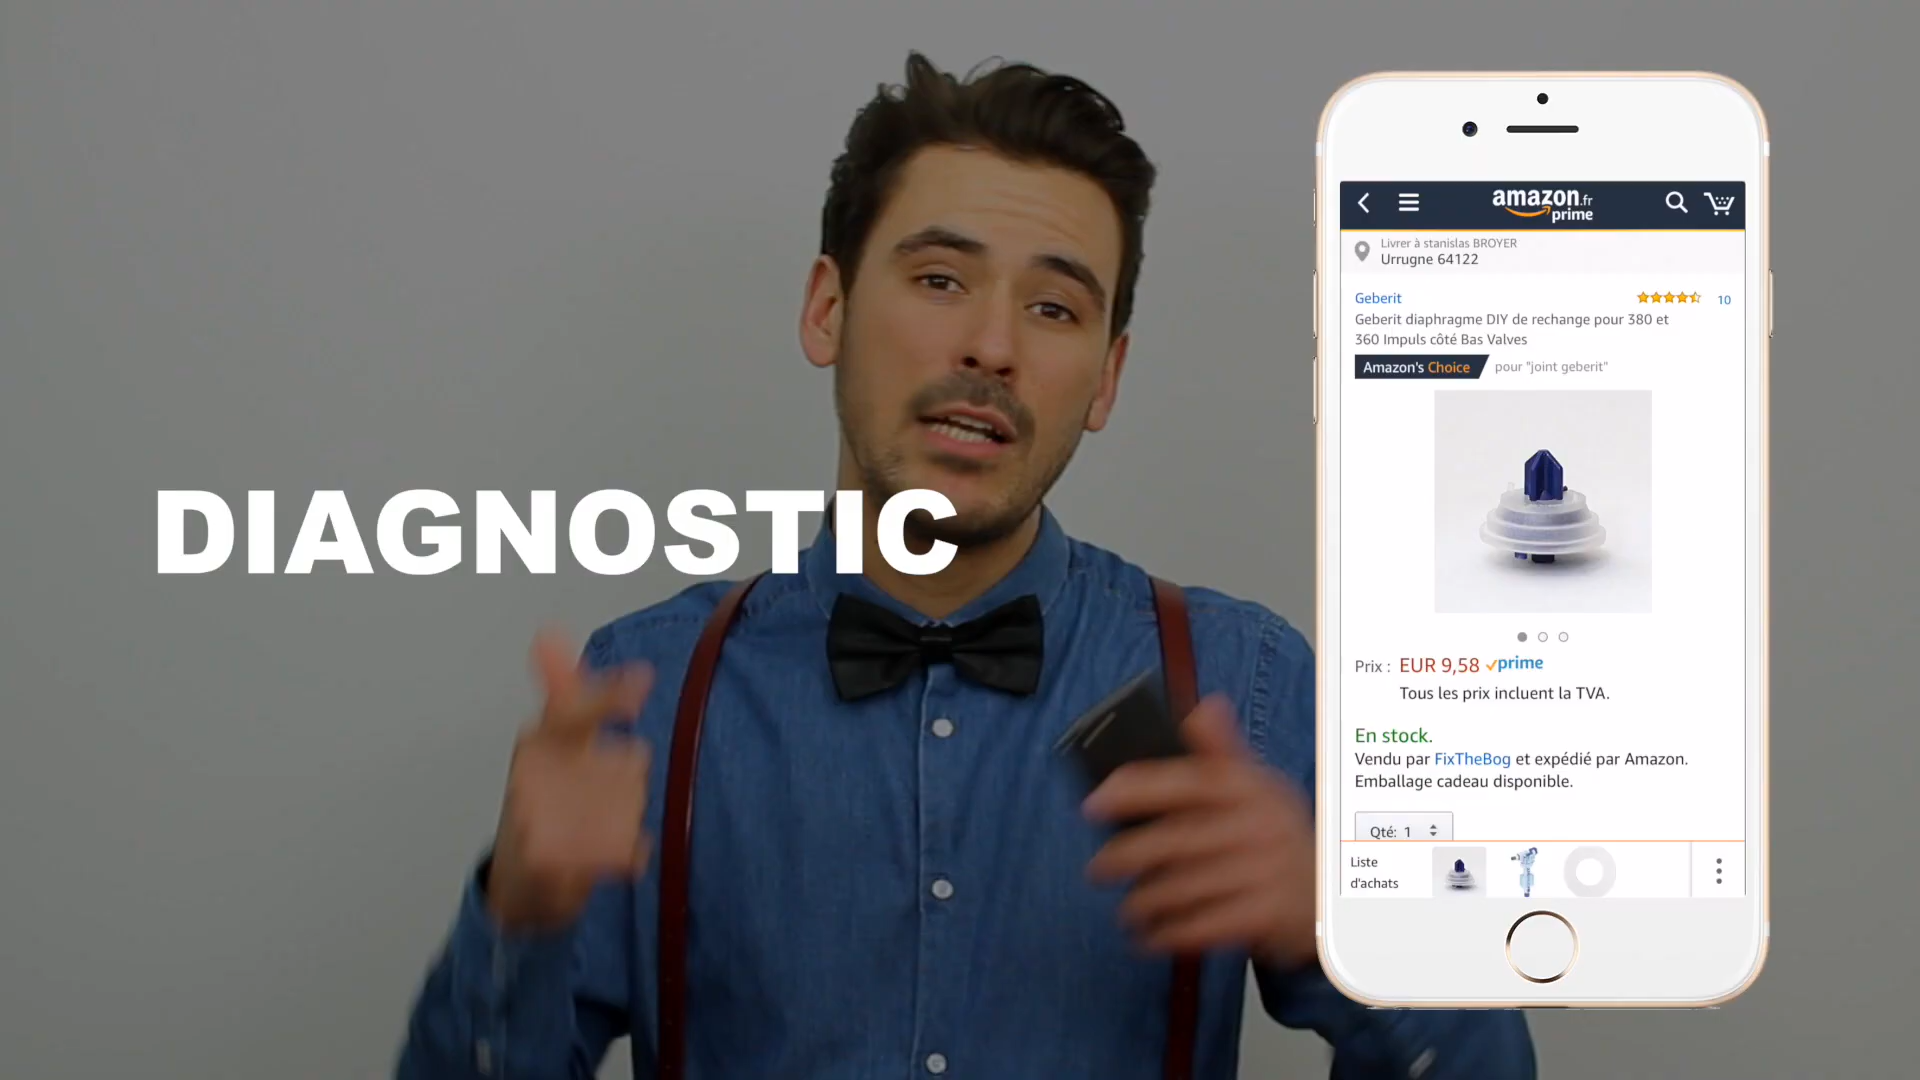 DIAGNOSTIC
amazon.fr
prime
Livrer à stanislas BROYER
Urrugne 64122
Geberit
10
Geberit diaphragme DIY de rechange pour 380 et
360 Impuls côté Bas Valves
Amazon's Choice pour "joint geberit"
Prix : EUR 9,58 prime
Tous les prix incluent la TVA.
En stock.
Vendu par FixTheBog et expédié par Amazon.
Emballage cadeau disponible.
Qté: 1
Liste
d'achats